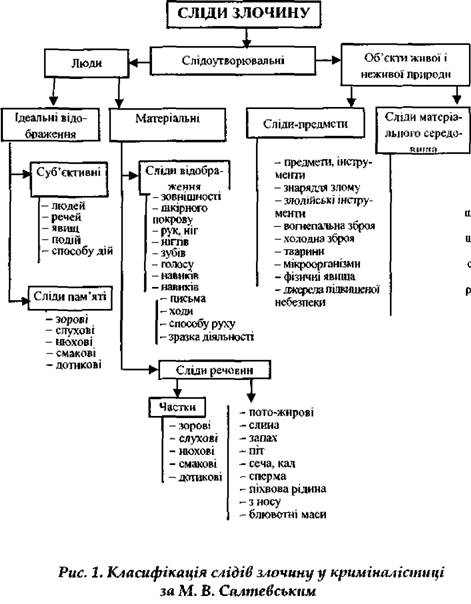 СЛІДИ ЗЛОЧИНУ
Люди
Слідоутворювальні
Об’єкти живої і
неживої природи
Ідеальні відо-
браження
Матеріальні
Сліди-предмети
Сліди матері-
ального середо-
вища
Суб’єктивні
– людей
– речей
– явищ
– подій
– способу дій
Сліди пам’яті
– зорові
– слухові
– нюхові
– смакові
– дотикові
Сліди відобра-
ження
– зовнішності
– шкірного
покрову
– рук, ніг
– нігтів
– зубів
– голосу
– навиків
– навиків
– письма
– ходи
– способу руху
– зразка діяльності
– предмети, інстру-
менти
– знаряддя злому
– злодійські інстру-
менти
– вогнепальна зброя
– холодна зброя
– тварини
– мікроорганізми
– фізичні явища
– джерела підвищеної
небезпеки
Сліди речовин
Частки
– зорові
– слухові
– нюхові
– смакові
– дотикові
– пото-жирові
– слина
– запах
– піт
– сеча, кал
– сперма
– піхвова рідина
– з носу
– блювотні маси
Рис. 1. Класифікація слідів злочину у криміналістиці
за М. В. Салтевським